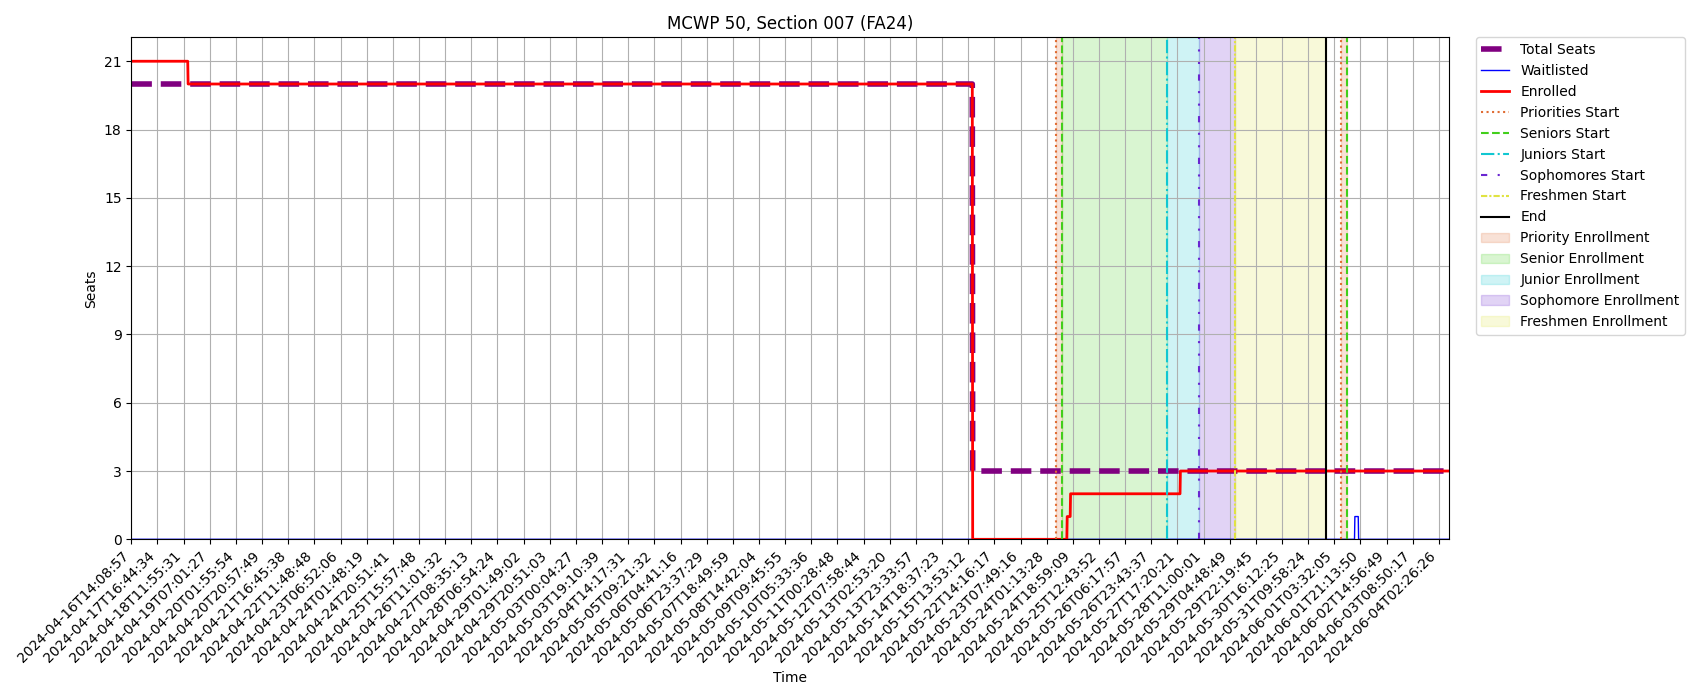 MCWP 50, Section 007 (FA24)
Seats
21
18
15
12
9
6
3
0
2024-04-16T14:08:57
2024-04-17T16:44:34
2024-04-18T11:55:31
2024-04-19T07:01:27
2024-04-20T01:55:54
2024-04-20T20:57:49
2024-04-21T16:45:38
2024-04-22T11:48:48
2024-04-23T06:52:06
2024-04-24T01:48:19
2024-04-24T20:51:41
2024-04-25T15:57:48
2024-04-26T11:01:32
2024-04-27T08:35:13
2024-04-28T06:54:24
2024-04-29T01:49:02
2024-04-29T20:51:03
2024-05-03T00:04:27
2024-05-03T19:10:39
2024-05-04T14:17:31
2024-05-05T09:21:32
2024-05-06T04:41:16
2024-05-06T23:37:29
2024-05-07T18:49:59
2024-05-08T14:42:04
2024-05-09T09:45:55
2024-05-10T05:33:36
2024-05-11T00:28:48
2024-05-12T07:58:44
2024-05-13T02:53:20
2024-05-13T23:33:57
2024-05-14T18:37:23
2024-05-15T13:53:12
2024-05-22T14:16:17
2024-05-23T07:49:16
2024-05-24T01:13:28
2024-05-24T18:59:09
2024-05-25T12:43:52
2024-05-26T06:17:57
2024-05-26T23:43:37
2024-05-27T17:20:21
2024-05-28T11:00:01
2024-05-29T04:48:49
2024-05-29T22:19:45
2024-05-30T16:12:25
2024-05-31T09:58:24
2024-06-01T03:32:05
2024-06-01T21:13:50
2024-06-02T14:56:49
2024-06-03T08:50:17
2024-06-04T02:26:26
Time
Total Seats
Waitlisted
Enrolled
Priorities Start
Seniors Start
Juniors Start
Sophomores Start
Freshmen Start
End
Priority Enrollment
Senior Enrollment
Junior Enrollment
Sophomore Enrollment
Freshmen Enrollment